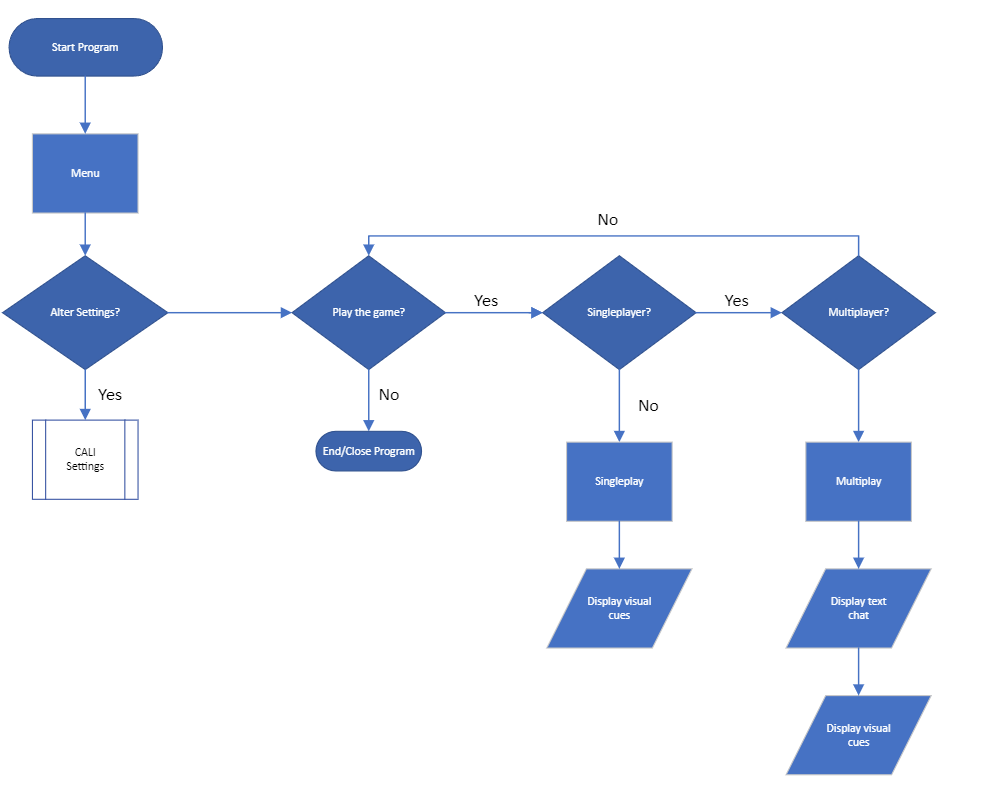 Start Program
Menu
No
Alter Settings?
Play the game?
Yes
Singleplayer?
Yes
Multiplayer?
Yes
No
No
CALI
Settings
End/Close Program
Singleplay
Multiplay
Display visual
cues
Display text
chat
Display visual
cues